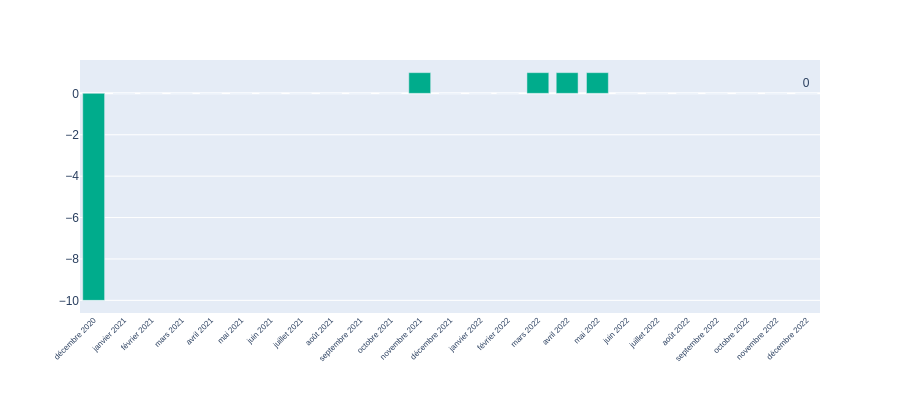 0
0
−2
−4
−6
−8
−10
décembre 2020
janvier 2021
février 2021
mars 2021
avril 2021
mai 2021
juin 2021
juillet 2021
août 2021
septembre 2021
octobre 2021
novembre 2021
décembre 2021
janvier 2022
février 2022
mars 2022
avril 2022
mai 2022
juin 2022
juillet 2022
août 2022
septembre 2022
octobre 2022
novembre 2022
décembre 2022